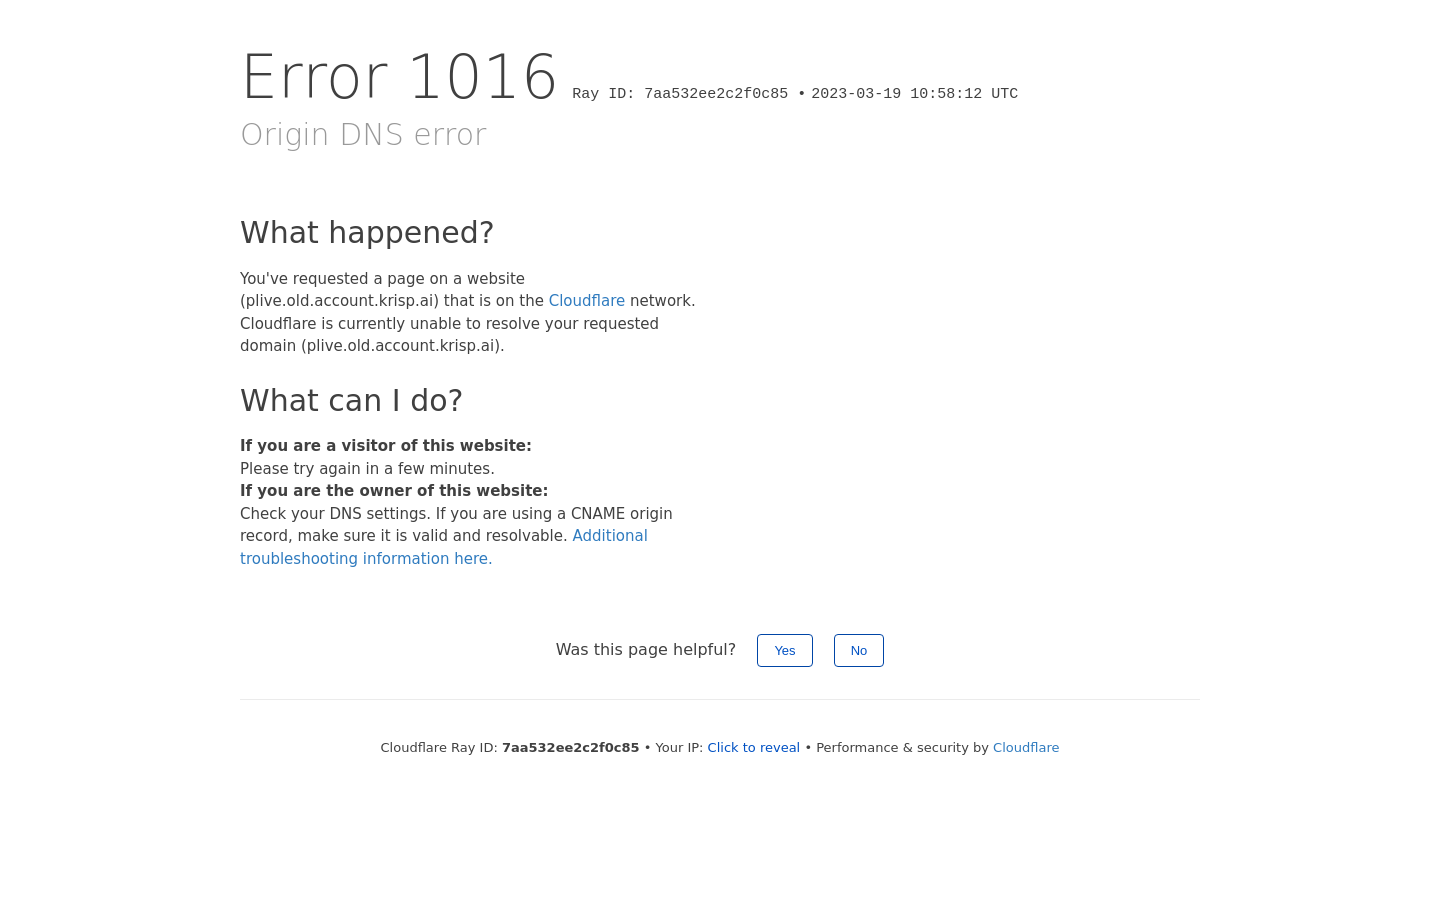 Error 1016 Ray ID: 7aa532ee2c2f0c85 • 2023-03-19 10:58:12 UTC
Origin DNS error
What happened?
You've requested a page on a website
(plive.old.account.krisp.ai) that is on the Cloudflare network.
Cloudflare is currently unable to resolve your requested
domain (plive.old.account.krisp.ai).
What can I do?
If you are a visitor of this website:
Please try again in a few minutes.
If you are the owner of this website:
Check your DNS settings. If you are using a CNAME origin
record, make sure it is valid and resolvable. Additional
troubleshooting information here.
Was this page helpful? Yes No
Cloudflare Ray ID: 7aa532ee2c2f0c85 • Your IP: Click to reveal • Performance & security by Cloudflare